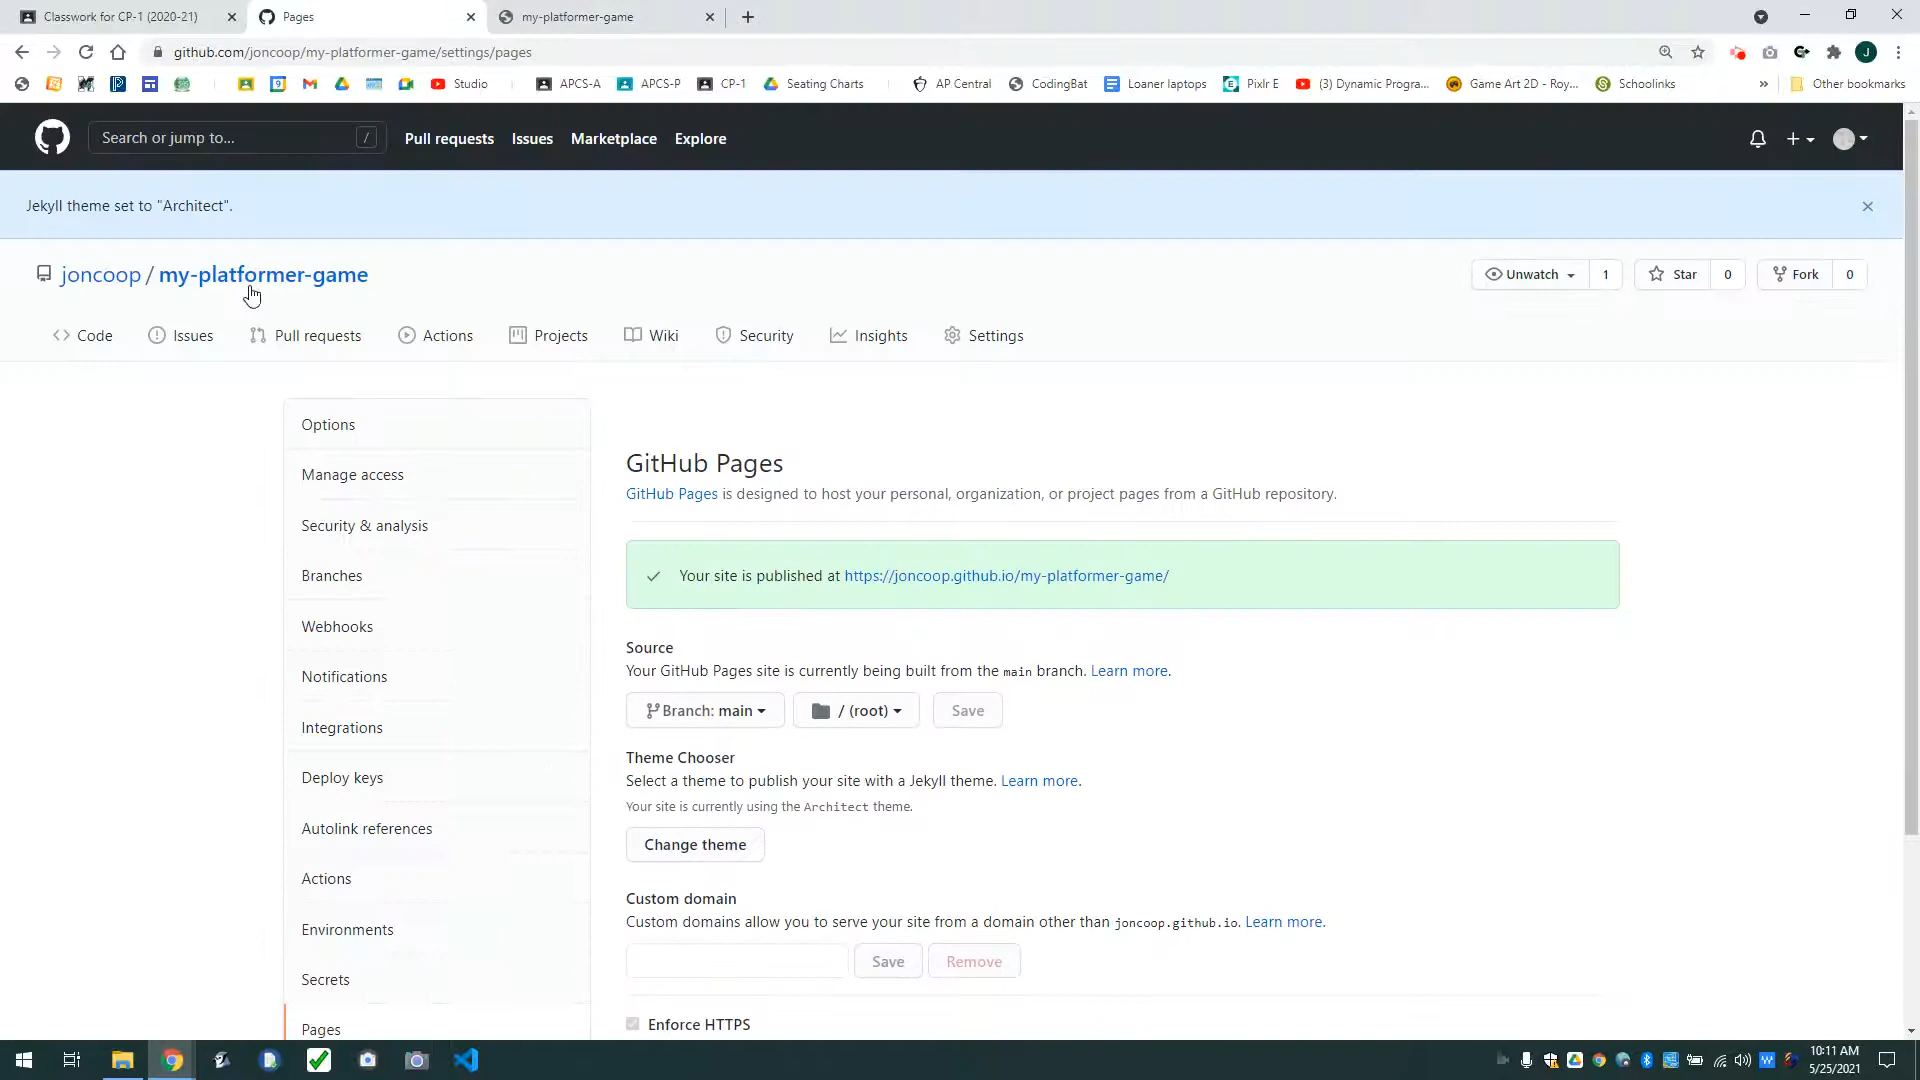 Classwork for CP-1 (2020-21)
Pages
my-platformer-game
github.com/joncoop/my-platformer-game/settings/pages
J
Studio
APCS-A
APCS-P
CP-1
Seating Charts
AP Central
CodingBat
Loaner laptops
Pixlr E
(3) Dynamic Progra...
Game Art 2D - Roy...
Schoolinks
»
Other bookmarks
Search or jump to...
/
Pull requests
Issues
Marketplace
Explore
Jekyll theme set to "Architect".
joncoop / my-platformer-game
Unwatch
1
Star
0
Fork
0
Code
Issues
Pull requests
Actions
Projects
Wiki
Security
Insights
Settings
Options
Manage access
Security & analysis
Branches
Webhooks
Notifications
Integrations
Deploy keys
Autolink references
Actions
Environments
Secrets
Pages
GitHub Pages
GitHub Pages is designed to host your personal, organization, or project pages from a GitHub repository.
Your site is published at https://joncoop.github.io/my-platformer-game/
Source
Your GitHub Pages site is currently being built from the main branch. Learn more.
Branch: main
/ (root)
Save
Theme Chooser
Select a theme to publish your site with a Jekyll theme. Learn more.
Your site is currently using the Architect theme.
Change theme
Custom domain
Custom domains allow you to serve your site from a domain other than joncoop.github.io. Learn more.
Save
Remove
Enforce HTTPS
10:11 AM
5/25/2021